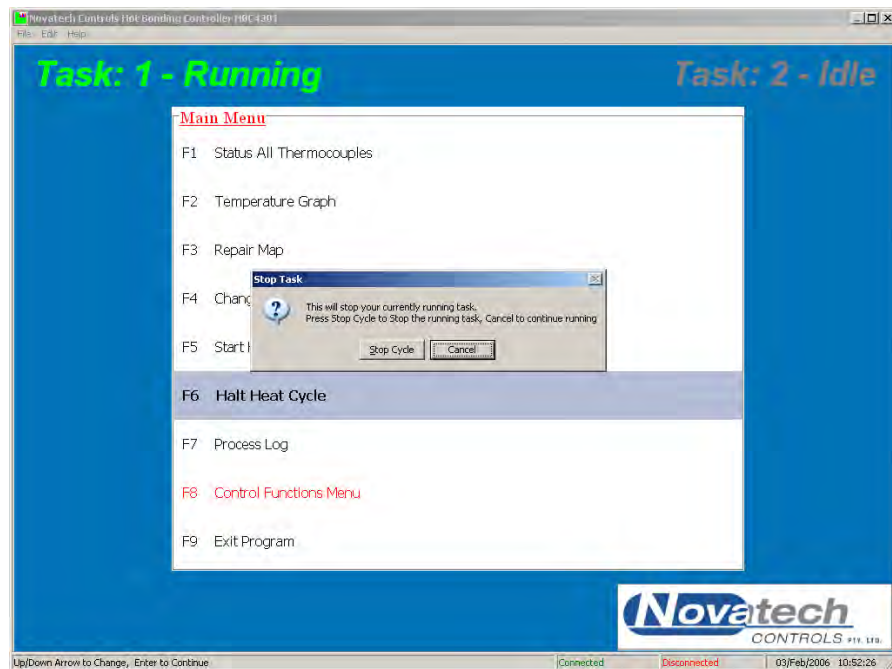 Novatech Controls Hot Bonding Controller HBC4301
File Edit Help
Task: 1 - Running
Task: 2 - Idle
Main Menu
F1 Status All Thermocouples
F2 Temperature Graph
F3 Repair Map
Stop Task
F4 Chang
This will stop your currently running task.
Press Stop Cycle to Stop the running task, Cancel to continue running
F5 Start
Stop Cycle
Cancel
F6 Halt Heat Cycle
F7 Process Log
F8 Control Functions Menu
F9 Exit Program
Novatech
CONTROLS PTY. LTD.
Up/Down Arrow to Change, Enter to Continue
Connected
Disconnected
03/Feb/2006 10:52:26